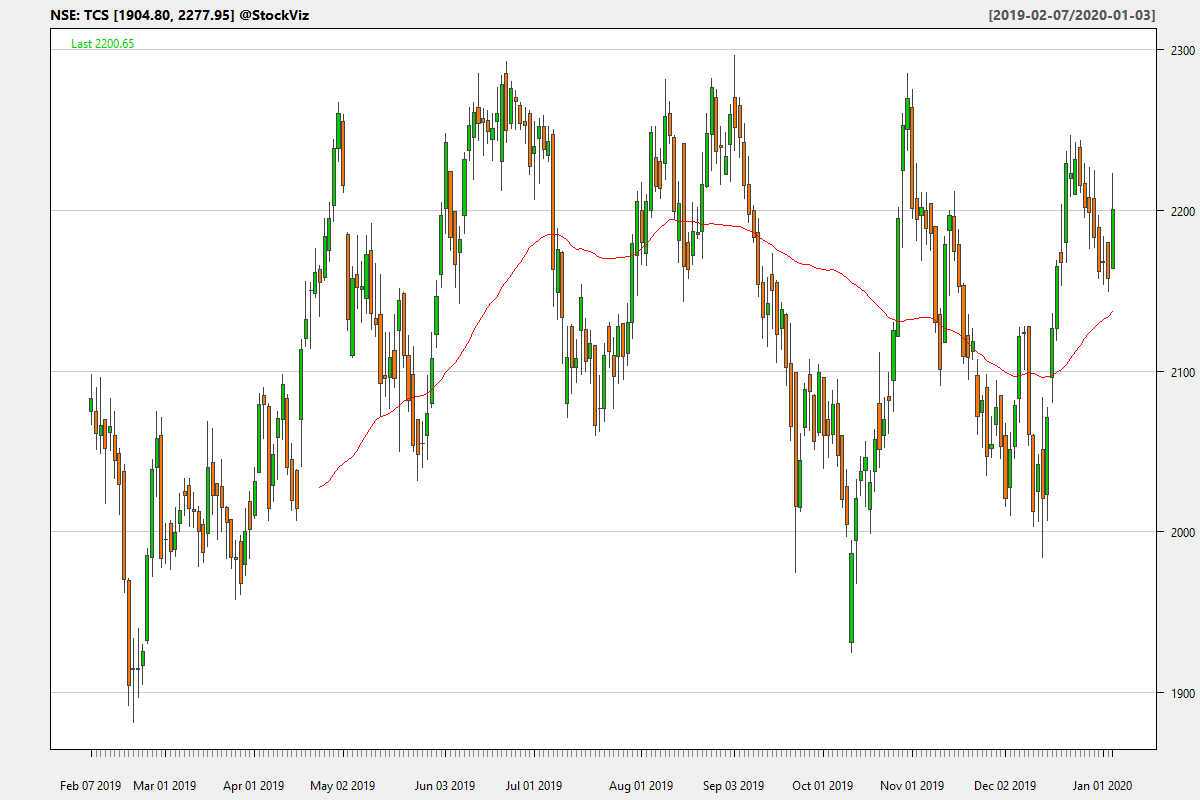 NSE: TCS [1904.80, 2277.95] @StockViz [2019-02-07/2020-01-03]
Last 2200.65
2300
2200
2100
2000
1900
Feb 07 2019 Mar 01 2019 Apr 01 2019 May 02 2019 Jun 03 2019 Jul 01 2019 Aug 01 2019 Sep 03 2019 Oct 01 2019 Nov 01 2019 Dec 02 2019 Jan 01 2020